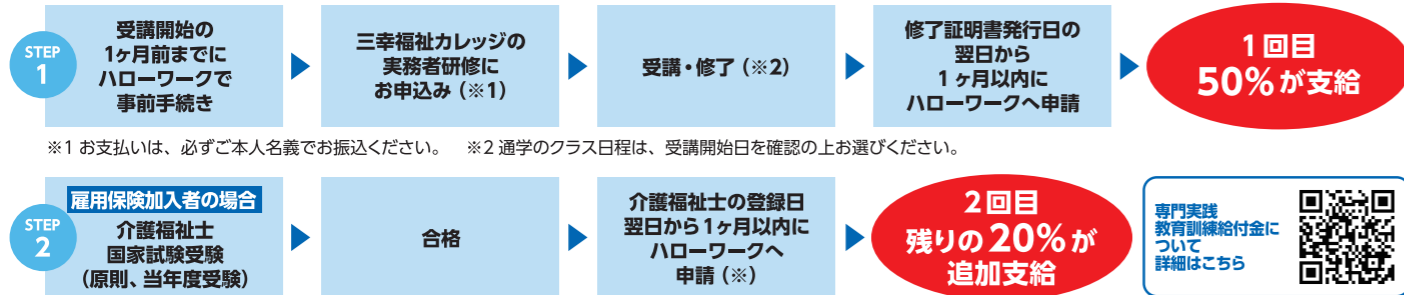 STEP
1
受講開始の
1ヶ月前までに
ハローワークで
事前手続き
三幸福祉カレッジの
実務者研修に
お申込み（※1）
受講・修了（※2）
修了証明書発行日の
翌日から
1ヶ月以内に
ハローワークへ申請
1回目
50%が支給
※1 お支払いは、必ずご本人名義でお振込ください。 ※2 通学のクラス日程は、受講開始日を確認の上お選びください。
STEP
2
雇用保険加入者の場合
介護福祉士
国家試験受験
（原則、当年度受験）
合格
介護福祉士の登録日
翌日から1ヶ月以内に
ハローワークへ
申請（※）
2回目
残りの20%が
追加支給
専門実践
教育訓練給付金に
ついて
詳細はこちら